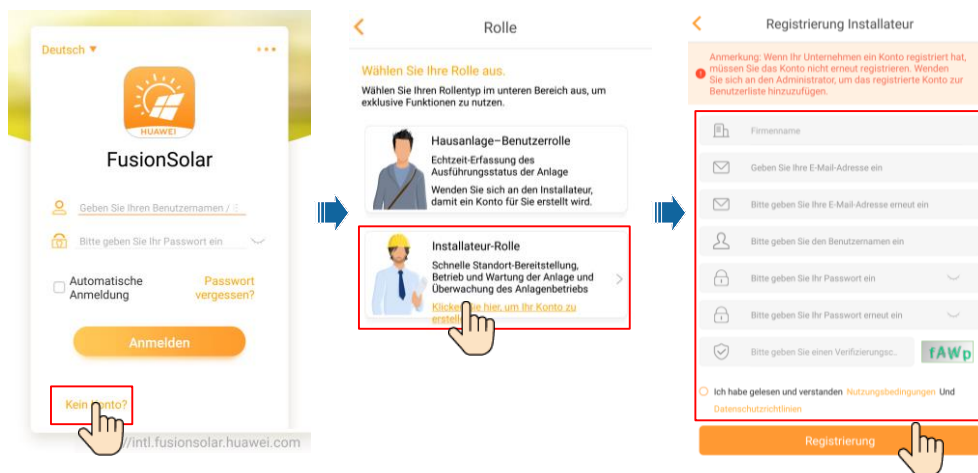 Deutsch ▼
HUAWEI
FusionSolar
Geben Sie Ihren Benutzernamen /
Bitte geben Sie Ihr Passwort ein
Automatische
Anmeldung
Passwort
vergessen?
Anmelden
Kein Konto?
//intl.fusionsolar.huawei.com
Rolle
Wählen Sie Ihre Rolle aus.
Wählen Sie Ihren Rollentyp im unteren Bereich aus, um
exklusive Funktionen zu nutzen.
Hausanlage–Benutzerrolle
Echtzeit-Erfassung des
Ausführungsstatus der Anlage
Wenden Sie sich an den Installateur,
damit ein Konto für Sie erstellt wird.
Installateur-Rolle
Schnelle Standort-Bereitstellung,
Betrieb und Wartung der Anlage und
Überwachung des Anlagenbetriebs
Klicken Sie hier, um Ihr Konto zu
erstell
Registrierung Installateur
Anmerkung: Wenn Ihr Unternehmen ein Konto registriert hat,
müssen Sie das Konto nicht erneut registrieren. Wenden
Sie sich an den Administrator, um das registrierte Konto zur
Benutzerliste hinzuzufügen.
Firmenname
Geben Sie Ihre E-Mail-Adresse ein
Bitte geben Sie Ihre E-Mail-Adresse erneut ein
Bitte geben Sie den Benutzernamen ein
Bitte geben Sie Ihr Passwort ein
Bitte geben Sie Ihr Passwort erneut ein
Bitte geben Sie einen Verifizierungsc..
fAWp
Ich habe gelesen und verstanden Nutzungsbedingungen Und
Datenschutzrichtlinien
Registrierung